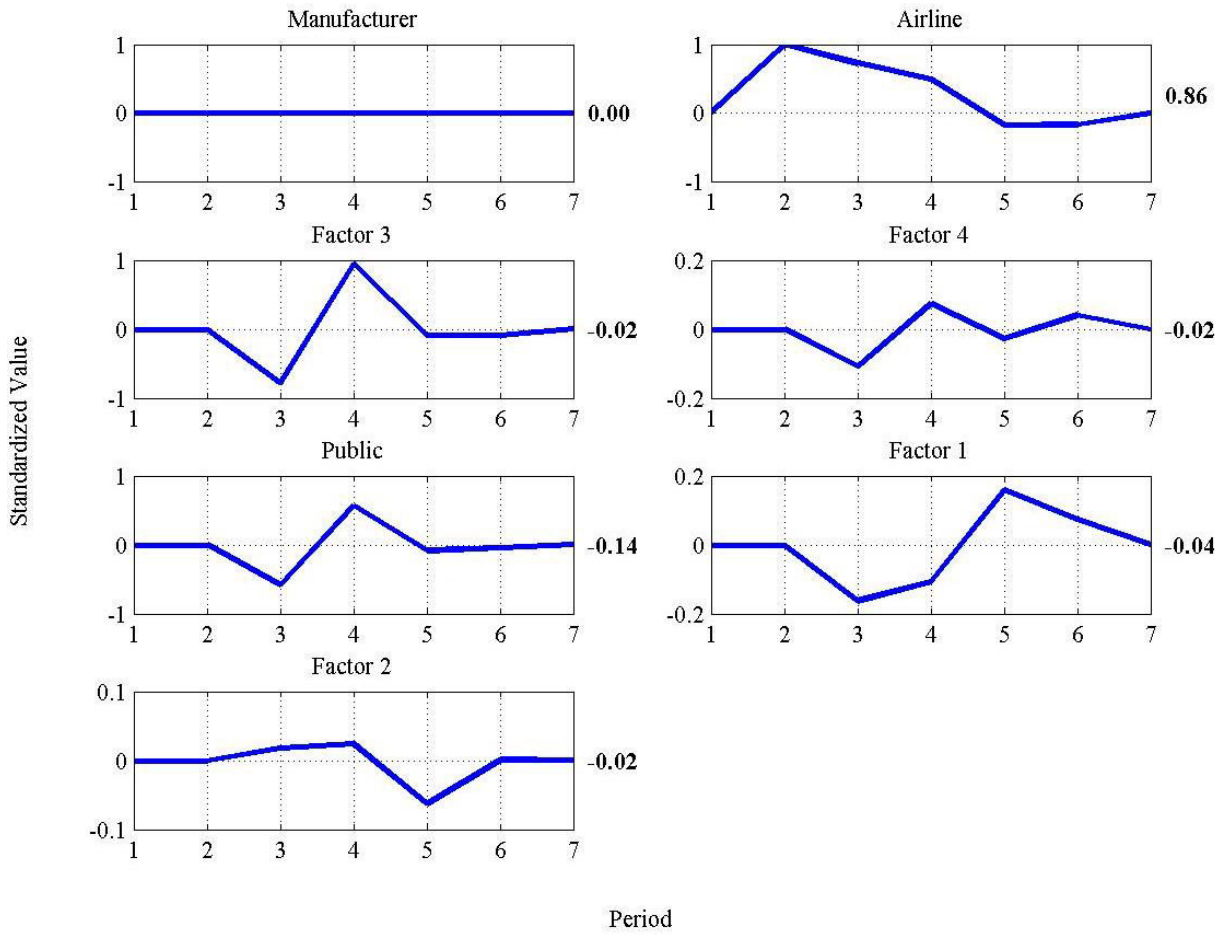 Manufacturer
1
0
-1
1 2 3 4 5 6 7
0.00
Airline
1
0
-1
1 2 3 4 5 6 7
0.86
Factor 3
1
0
-1
1 2 3 4 5 6 7
-0.02
Factor 4
0.2
0
-0.2
1 2 3 4 5 6 7
-0.02
Public
1
0
-1
1 2 3 4 5 6 7
-0.14
Factor 1
0.2
0
-0.2
1 2 3 4 5 6 7
-0.04
Factor 2
0.1
0
-0.1
1 2 3 4 5 6 7
-0.02
Standardized Value
Period